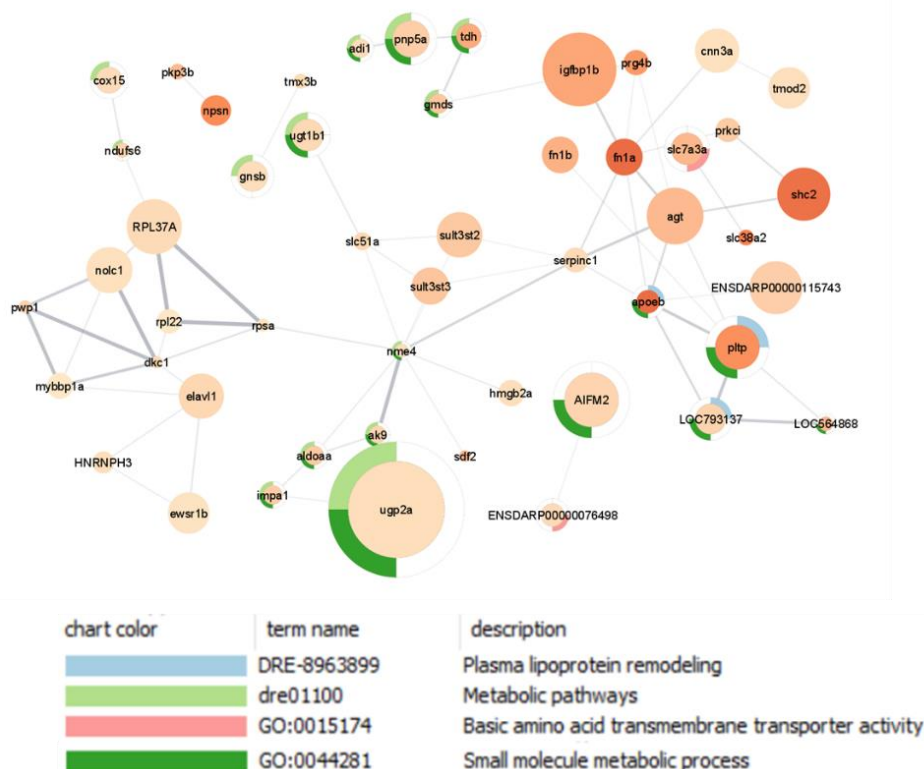 adi1
pnp5a
tdh
cox15
pkp3b
npsn
tmx3b
gmds
igfbp1b
prg4b
cnn3a
tmod2
ndufs6
gnsb
ugt1b1
fn1b
fn1a
slc7a3a
prkci
shc2
RPL37A
nolc1
slc51a
sult3st2
sult3st3
serpinc1
agt
slc38a2
pwp1
rpl22
rpsa
dkc1
mybbp1a
nme4
apoeb
ENSDARP00000115743
pltp
elavl1
hmgb2a
AIFM2
LOC793137
LOC564868
HNRNPH3
ewsr1b
ak9
aldoaa
sdf2
impa1
ugp2a
ENSDARP00000076498
chart color term name description
DRE-8963899 Plasma lipoprotein remodeling
dre01100 Metabolic pathways
GO:0015174 Basic amino acid transmembrane transporter activity
GO:0044281 Small molecule metabolic process